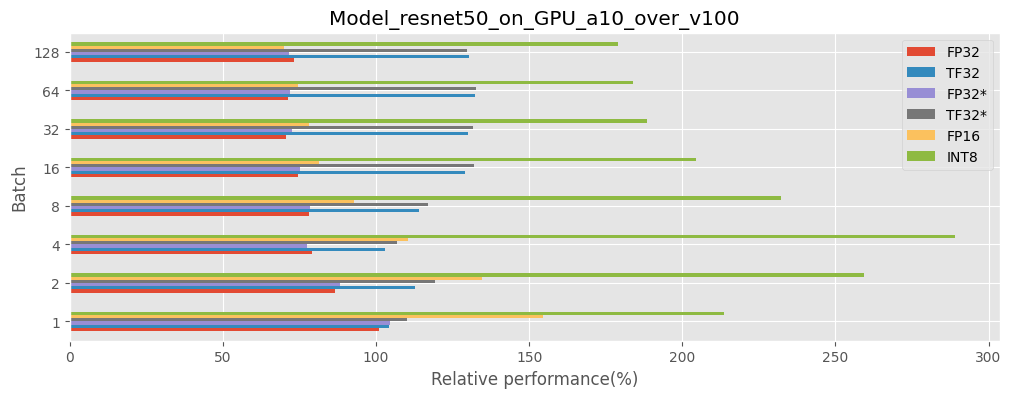 Model_resnet50_on_GPU_a10_over_v100
128
64
32
16
8
4
2
1
Batch
0 50 100 150 200 250 300
Relative performance(%)
FP32
TF32
FP32*
TF32*
FP16
INT8